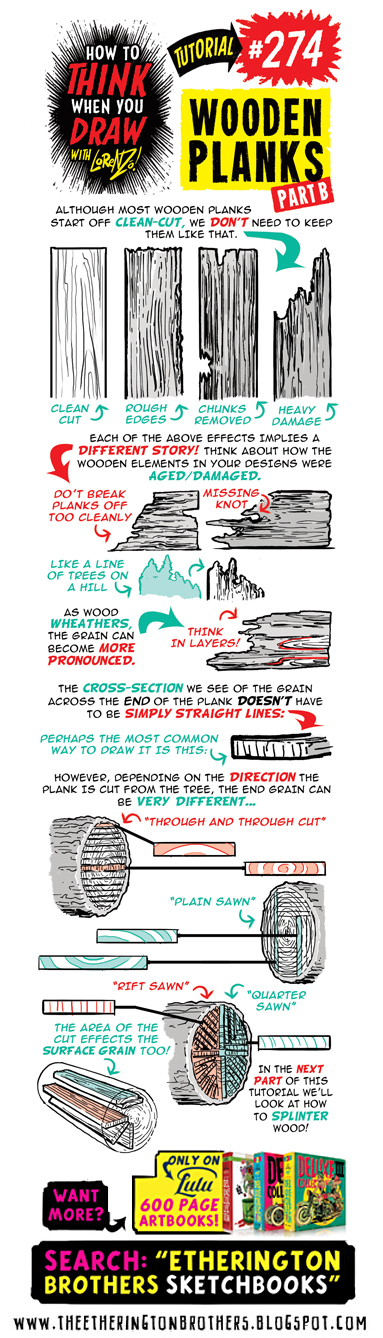 HOW TO
THINK
WHEN YOU
DRAW
WITH LORENZO!
TUTORIAL
#274
WOODEN
PLANKS
PART B
ALTHOUGH MOST WOODEN PLANKS
START OFF CLEAN-CUT, WE DON'T NEED TO KEEP
THEM LIKE THAT.
CLEAN
CUT
ROUGH
EDGES
CHUNKS
REMOVED
HEAVY
DAMAGE
EACH OF THE ABOVE EFFECTS IMPLIES A
DIFFERENT STORY! THINK ABOUT HOW THE
WOODEN ELEMENTS IN YOUR DESIGNS WERE
AGED/DAMAGED.
DO'T BREAK
PLANKS OFF
TOO CLEANLY
MISSING
KNOT
LIKE A LINE
OF TREES ON
A HILL
AS WOOD
WHEATHERS,
THE GRAIN CAN
BECOME MORE
PRONOUNCED.
THINK
IN LAYERS!
THE CROSS-SECTION WE SEE OF THE GRAIN
ACROSS THE END OF THE PLANK DOESN'T HAVE
TO BE SIMPLY STRAIGHT LINES:
PERHAPS THE MOST COMMON
WAY TO DRAW IT IS THIS:
HOWEVER, DEPENDING ON THE DIRECTION THE
PLANK IS CUT FROM THE TREE, THE END GRAIN CAN
BE VERY DIFFERENT...
"THROUGH AND THROUGH CUT"
"PLAIN SAWN"
"RIFT SAWN"
"QUARTER
SAWN"
THE AREA OF THE
CUT EFFECTS THE
SURFACE GRAIN TOO!
IN THE NEXT
PART OF THIS
TUTORIAL WE'LL
LOOK AT HOW
TO SPLINTER
WOOD!
WANT
MORE?
ONLY ON
Lulu
600 PAGE
ARTBOOKS!
DELUXE III
SEARCH: "ETHERINGTON
BROTHERS SKETCHBOOKS"
WWW.THEETHERINGTONBROTHERS.BLOGSPOT.COM